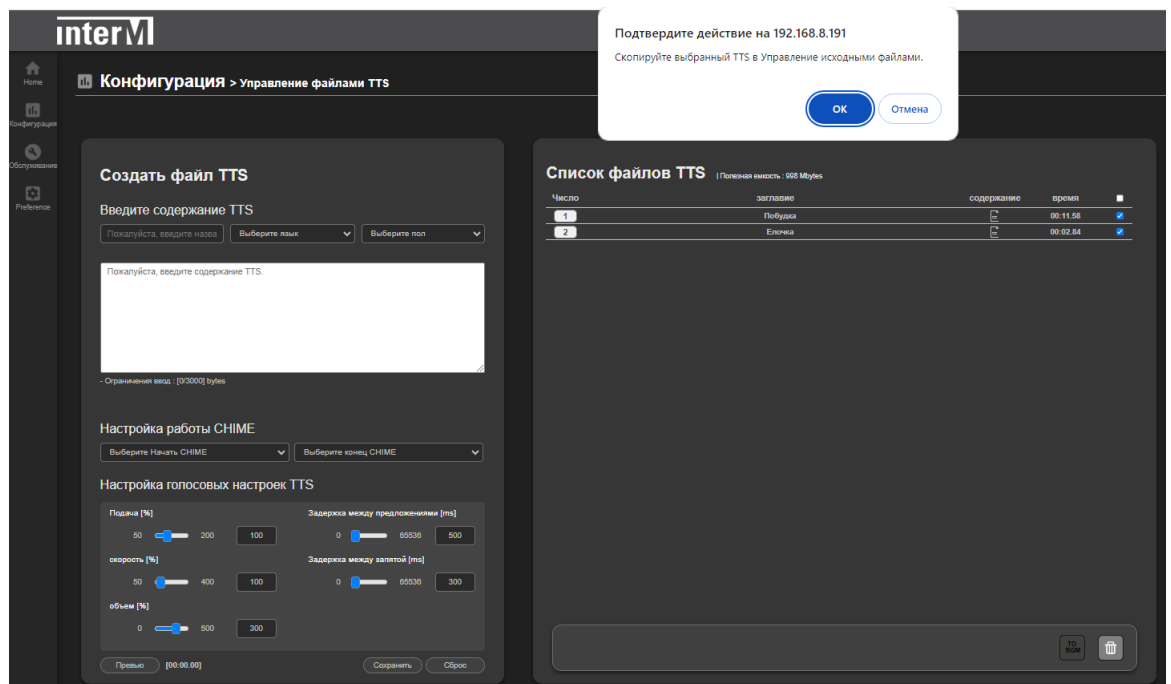 interM
Подтвердите действие на 192.168.8.191
Скопируйте выбранный TTS в Управление исходными файлами.
ОК
Отмена
Home
Конфигурация
Обслуживание
Preference
Конфигурация > Управление файлами TTS
Создать файл TTS
Введите содержание TTS
Пожалуйста, введите назва
Выберите язык
Выберите пол
Пожалуйста, введите содержание TTS.
- Ограничения ввод : [0/3000] bytes
Настройка работы CHIME
Выберите Начать CHIME
Выберите конец CHIME
Настройка голосовых настроек TTS
Подача [%]
50 200 100
Задержка между предложениями [ms]
0 65536 500
скорость [%]
50 400 100
Задержка между запятой [ms]
0 65536 300
объем [%]
0 500 300
Превью [00:00.00] Сохранить Сброс
Список файлов TTS | Полезная емкость : 998 Mbytes
Число заглавие содержание время
1 Побудка 00:11.58
2 Елочка 00:02.84
TO
BGM